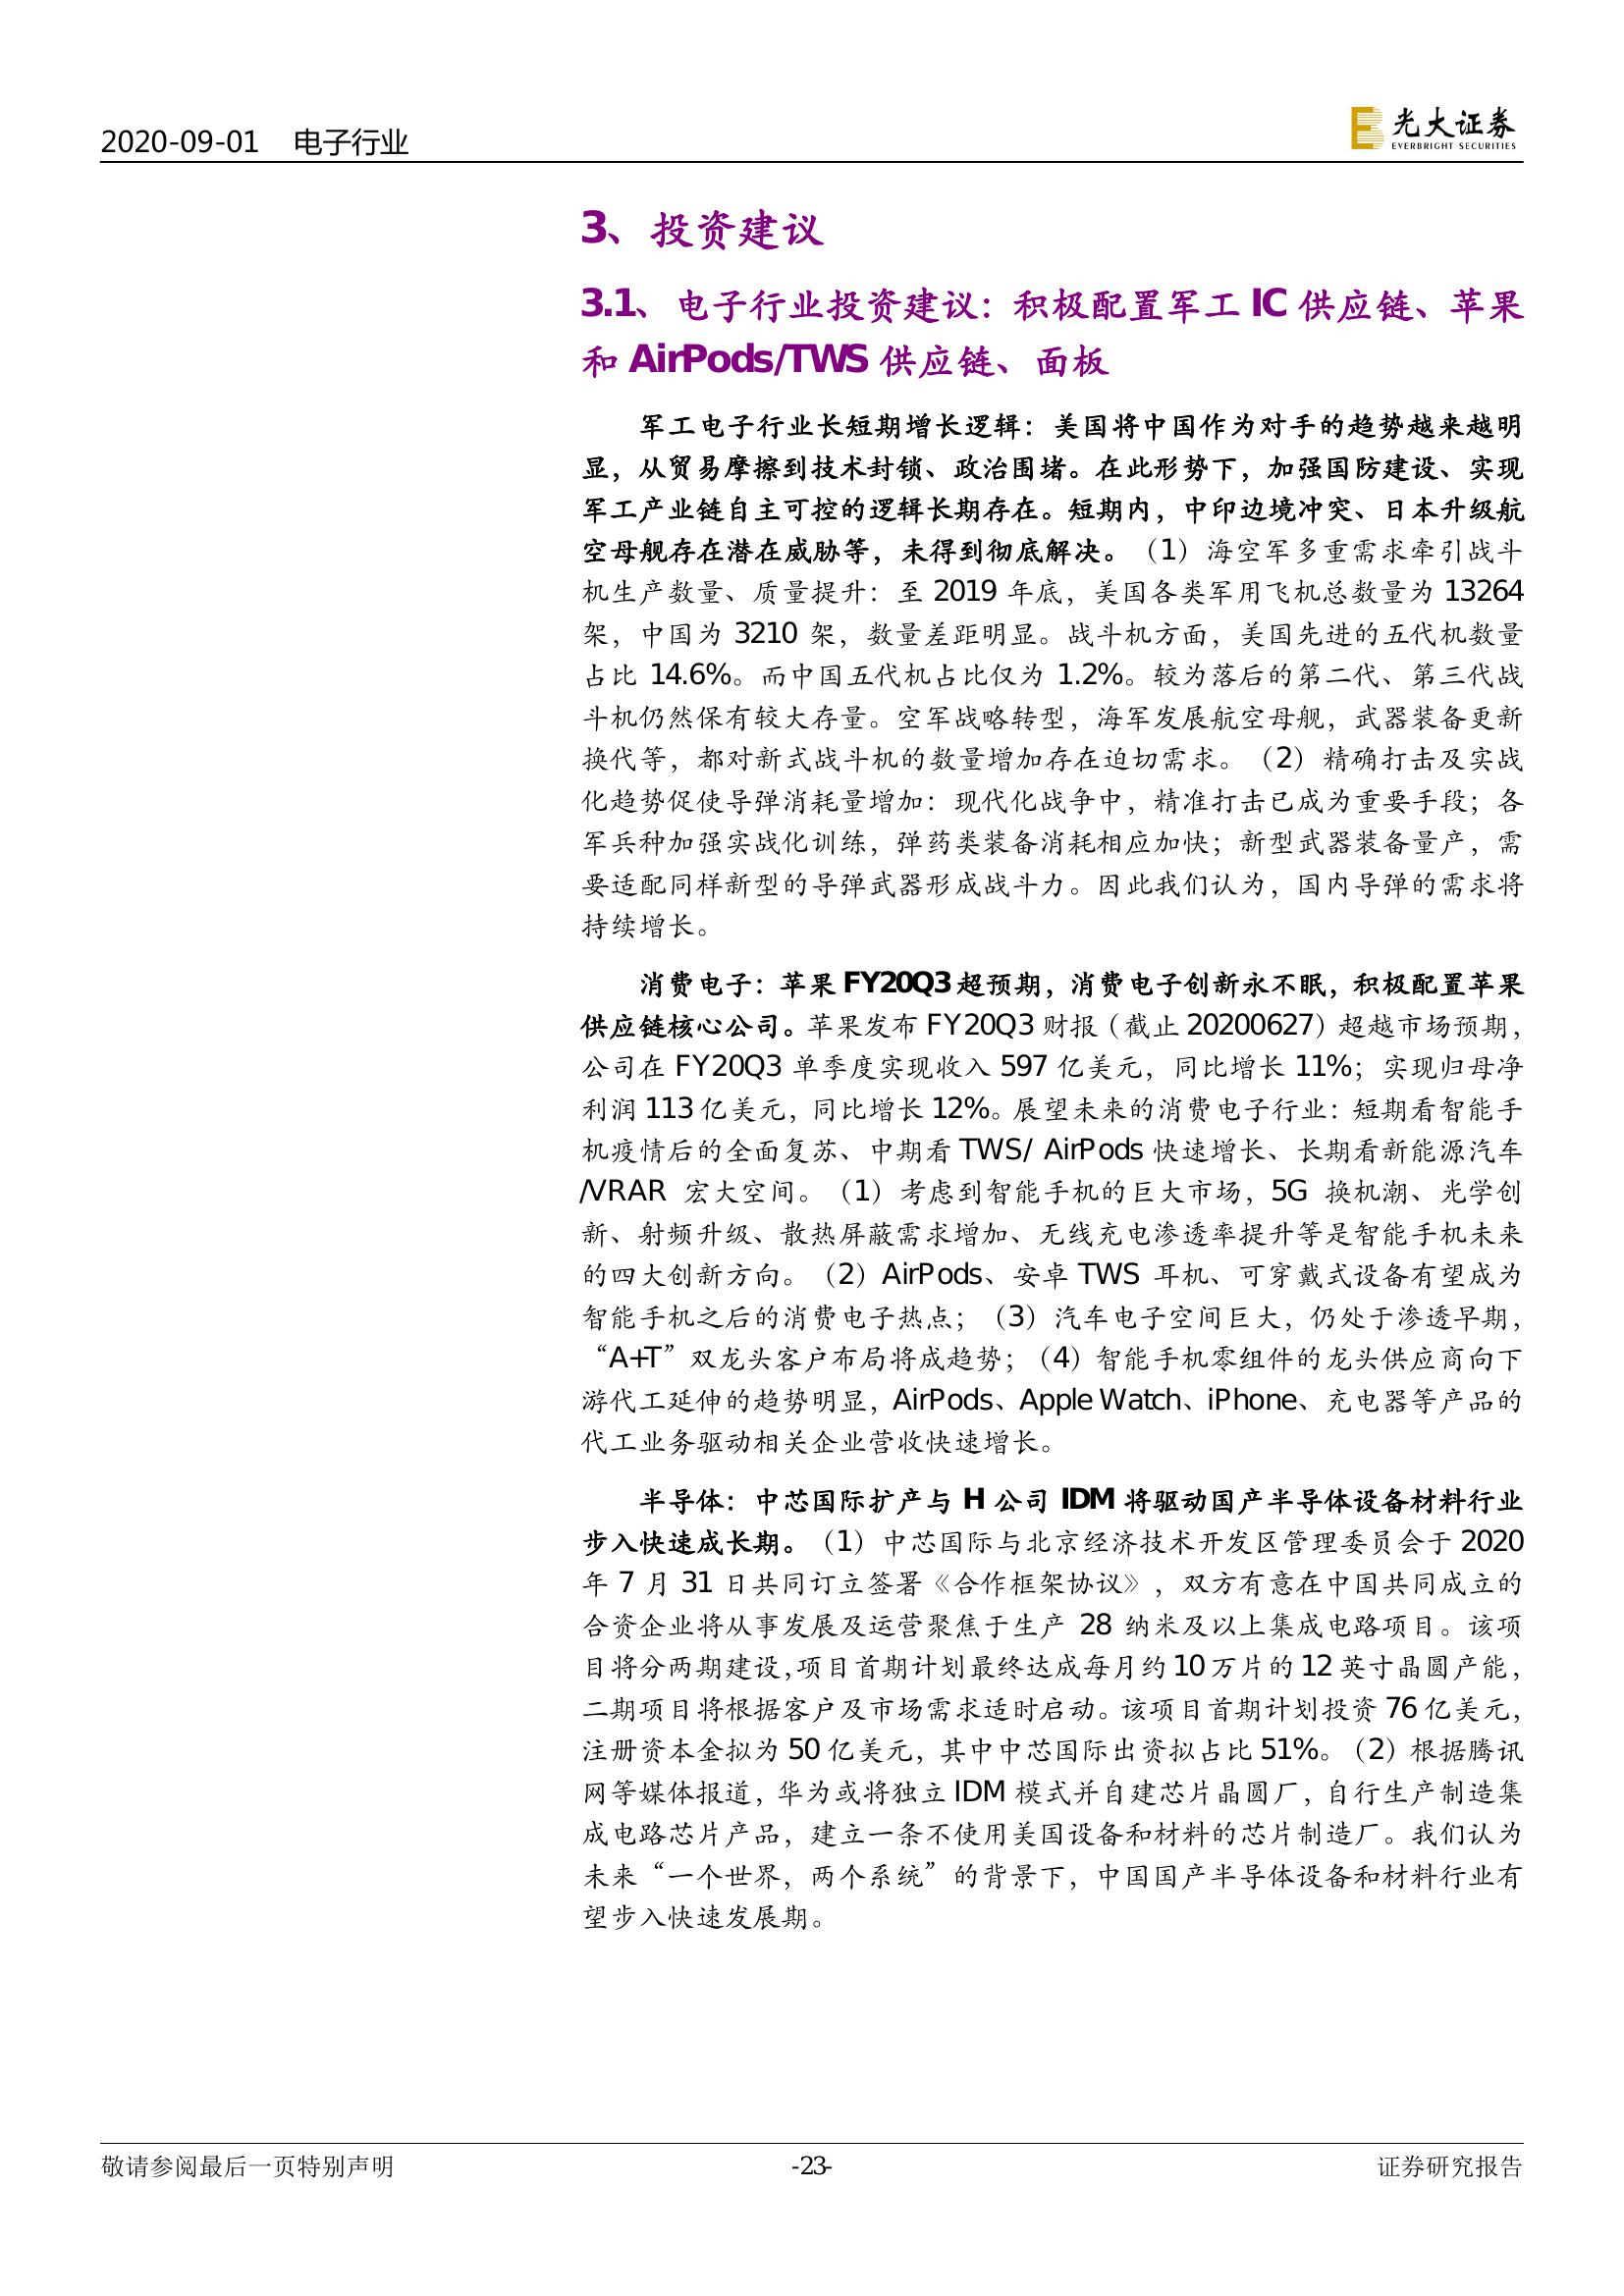 2020-09-01 电子行业
光大证券
EVERBRIGHT SECURITIES
3、投资建议
3.1、电子行业投资建议：积极配置军工 IC 供应链、苹果
和 AirPods/TWS 供应链、面板
军工电子行业长短期增长逻辑：美国将中国作为对手的趋势越来越明
显，从贸易摩擦到技术封锁、政治围堵。在此形势下，加强国防建设、实现
军工产业链自主可控的逻辑长期存在。短期内，中印边境冲突、日本升级航
空母舰存在潜在威胁等，未得到彻底解决。（1）海空军多重需求牵引战斗
机生产数量、质量提升：至 2019 年底，美国各类军用飞机总数量为 13264
架，中国为 3210 架，数量差距明显。战斗机方面，美国先进的五代机数量
占比 14.6%。而中国五代机占比仅为 1.2%。较为落后的第二代、第三代战
斗机仍然保有较大存量。空军战略转型，海军发展航空母舰，武器装备更新
换代等，都对新式战斗机的数量增加存在迫切需求。（2）精确打击及实战
化趋势促使导弹消耗量增加：现代化战争中，精准打击已成为重要手段；各
军兵种加强实战化训练，弹药类装备消耗相应加快；新型武器装备量产，需
要适配同样新型的导弹武器形成战斗力。因此我们认为，国内导弹的需求将
持续增长。
消费电子：苹果 FY20Q3 超预期，消费电子创新永不眠，积极配置苹果
供应链核心公司。苹果发布 FY20Q3 财报（截止 20200627）超越市场预期，
公司在 FY20Q3 单季度实现收入 597 亿美元，同比增长 11%；实现归母净
利润 113 亿美元，同比增长 12%。展望未来的消费电子行业：短期看智能手
机疫情后的全面复苏、中期看 TWS/ AirPods 快速增长、长期看新能源汽车
/VRAR 宏大空间。（1）考虑到智能手机的巨大市场，5G 换机潮、光学创
新、射频升级、散热屏蔽需求增加、无线充电渗透率提升等是智能手机未来
的四大创新方向。（2）AirPods、安卓 TWS 耳机、可穿戴式设备有望成为
智能手机之后的消费电子热点；（3）汽车电子空间巨大，仍处于渗透早期，
“A+T”双龙头客户布局将成趋势；（4）智能手机零组件的龙头供应商向下
游代工延伸的趋势明显，AirPods、Apple Watch、iPhone、充电器等产品的
代工业务驱动相关企业营收快速增长。
半导体：中芯国际扩产与 H 公司 IDM 将驱动国产半导体设备材料行业
步入快速成长期。（1）中芯国际与北京经济技术开发区管理委员会于 2020
年 7 月 31 日共同订立签署《合作框架协议》，双方有意在中国共同成立的
合资企业将从事发展及运营聚焦于生产 28 纳米及以上集成电路项目。该项
目将分两期建设，项目首期计划最终达成每月约 10 万片的 12 英寸晶圆产能，
二期项目将根据客户及市场需求适时启动。该项目首期计划投资 76 亿美元，
注册资本金拟为 50 亿美元，其中中芯国际出资拟占比 51%。（2）根据腾讯
网等媒体报道，华为或将独立 IDM 模式并自建芯片晶圆厂，自行生产制造集
成电路芯片产品，建立一条不使用美国设备和材料的芯片制造厂。我们认为
未来“一个世界，两个系统”的背景下，中国国产半导体设备和材料行业有
望步入快速发展期。
敬请参阅最后一页特别声明 -23- 证券研究报告